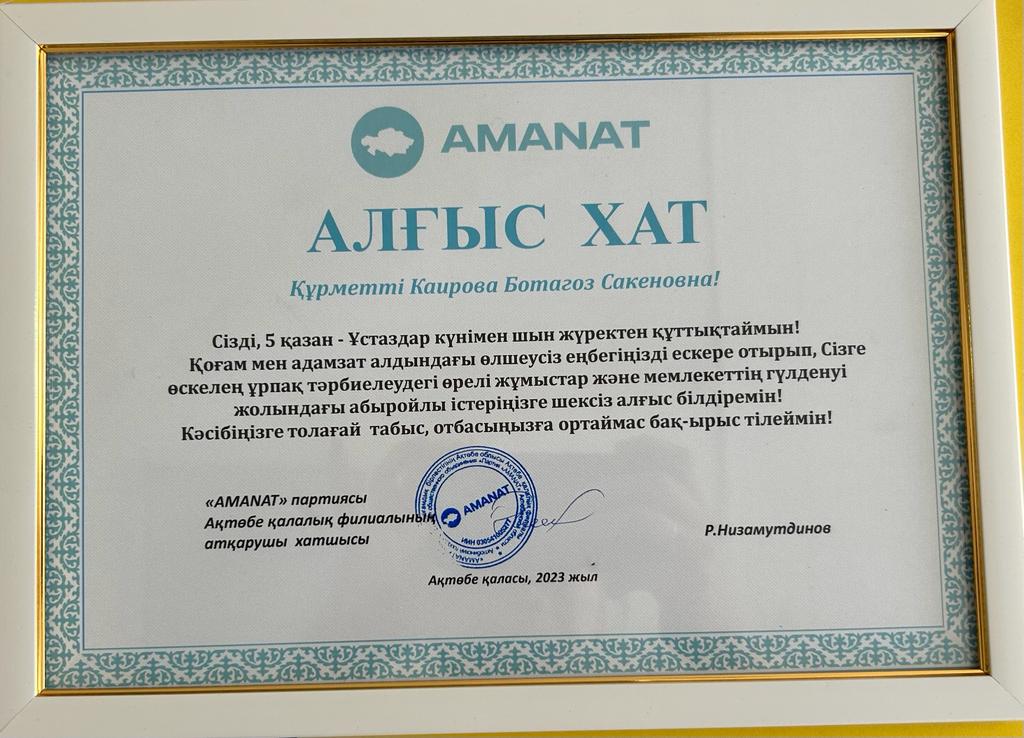 AMANAT
АЛҒЫС ХАТ
Құрметті Каирова Ботагоз Сакеновна!
Сізді, 5 қазан - Ұстаздар күнімен шын жүректен құттықтаймын!
Қоғам мен адамзат алдындағы өлшеусіз еңбегіңізді ескере отырып, Сізге
өскелең ұрпақ тәрбиелеудегі өрелі жұмыстар және мемлекеттің гүлденуі
жолындағы абыройлы істеріңізге шексіз алғыс білдіремін!
Кәсібіңізге толағай табыс, отбасыңызға ортаймас бақ-ырыс тілеймін!
«AMANAT» партиясы
Ақтөбе қалалық филиалының
атқарушы хатшысы
AMANAT
Р.Низамутдинов
Ақтөбе қаласы, 2023 жыл